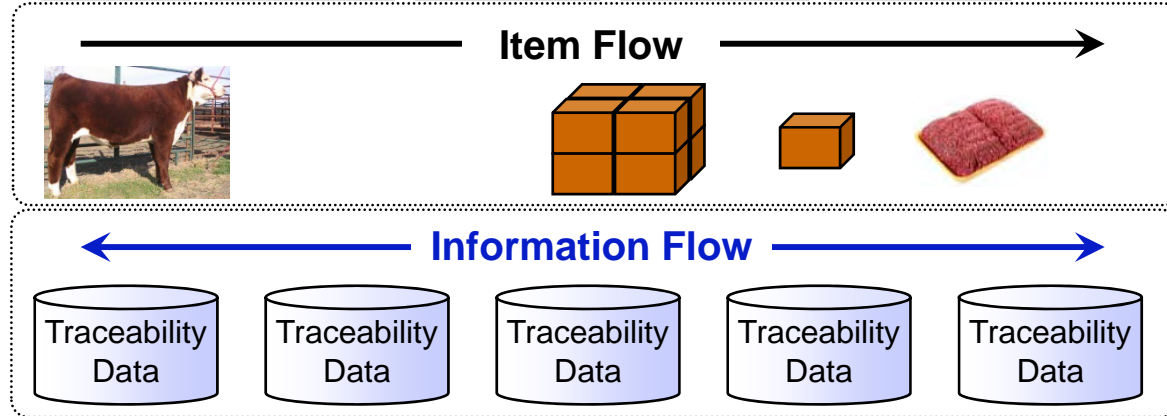 Item Flow
Information Flow
Traceability
Data
Traceability
Data
Traceability
Data
Traceability
Data
Traceability
Data